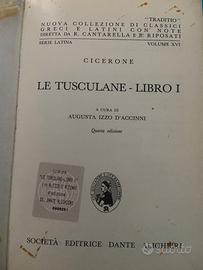 "TRADITIO"
NUOVA COLLEZIONE DI CLASSICI
GRECI E LATINI CON NOTE
DIRETTA DA R. CANTARELLA E B. RIPOSATI
SERIE LATINA VOLUME XVI
CICERONE
LE TUSCULANE - LIBRO I
A CURA DI
AUGUSTA IZZO D'ACCINNI
Quarta edizione
SOCIETÀ EDITRICE DANTE ALIGHIERI